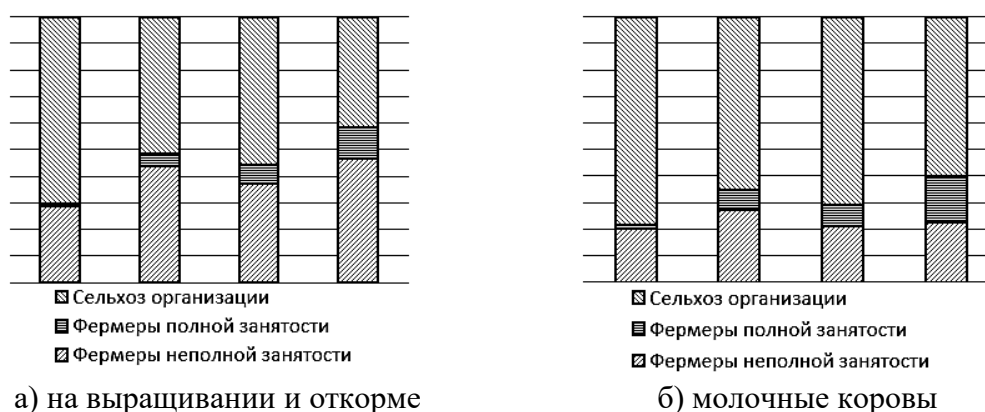 Сельхоз организации
Фермеры полной занятости
Фермеры неполной занятости
а) на выращивании и откорме
Сельхоз организации
Фермеры полной занятости
Фермеры неполной занятости
б) молочные коровы